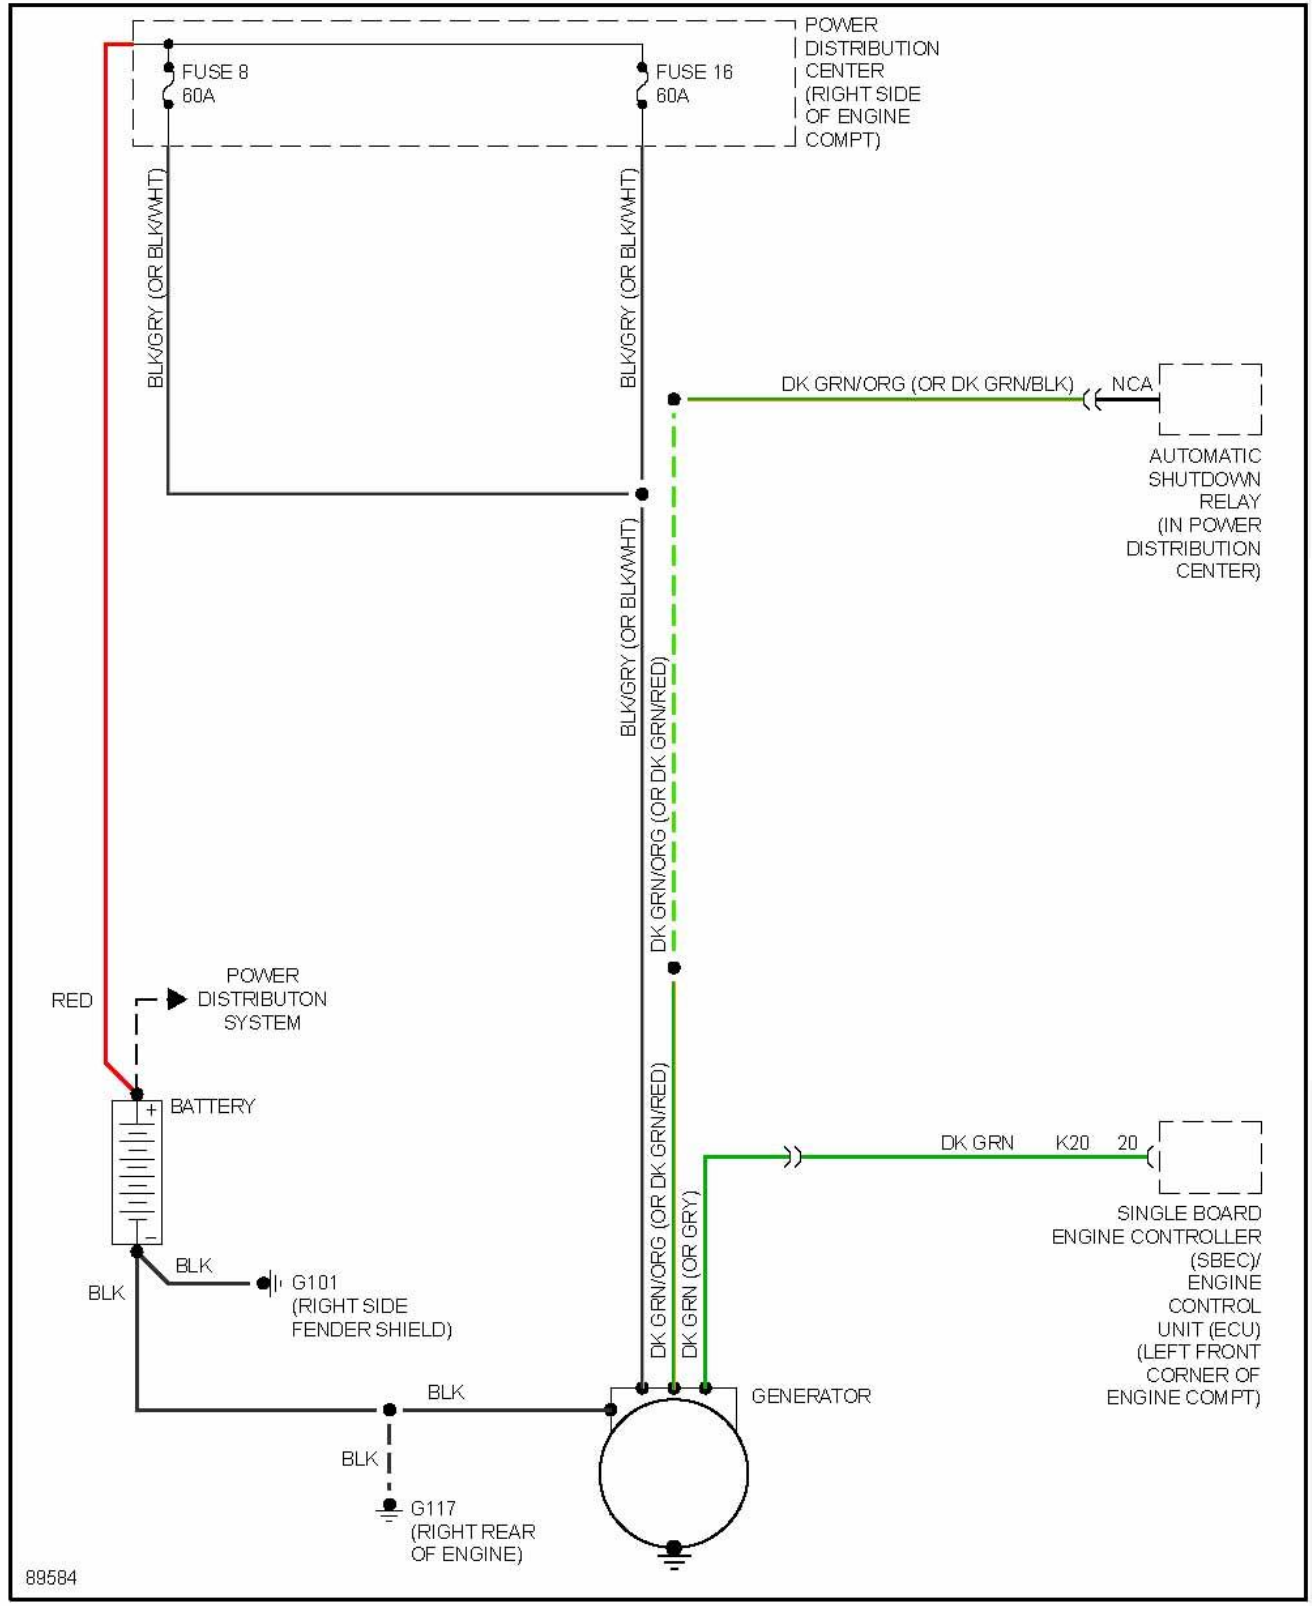 POWER
DISTRIBUTION
CENTER
(RIGHT SIDE
OF ENGINE
COMPT)
FUSE 8
60A
FUSE 16
60A
BLK/GRY (OR BLK/WHT)
BLK/GRY (OR BLK/WHT)
DK GRN/ORG (OR DK GRN/BLK)
NCA
AUTOMATIC
SHUTDOWN
RELAY
(IN POWER
DISTRIBUTION
CENTER)
BLK/GRY (OR BLK/WHT)
DK GRN/ORG (OR DK GRN/RED)
RED
POWER
DISTRIBUTON
SYSTEM
+
BATTERY
−
DK GRN/ORG (OR DK GRN/RED)
DK GRN (OR GRY)
DK GRN
K20
20
SINGLE BOARD
ENGINE CONTROLLER
(SBEC)/
ENGINE
CONTROL
UNIT (ECU)
(LEFT FRONT
CORNER OF
ENGINE COMPT)
BLK
BLK
G101
(RIGHT SIDE
FENDER SHIELD)
BLK
GENERATOR
BLK
G117
(RIGHT REAR
OF ENGINE)
89584